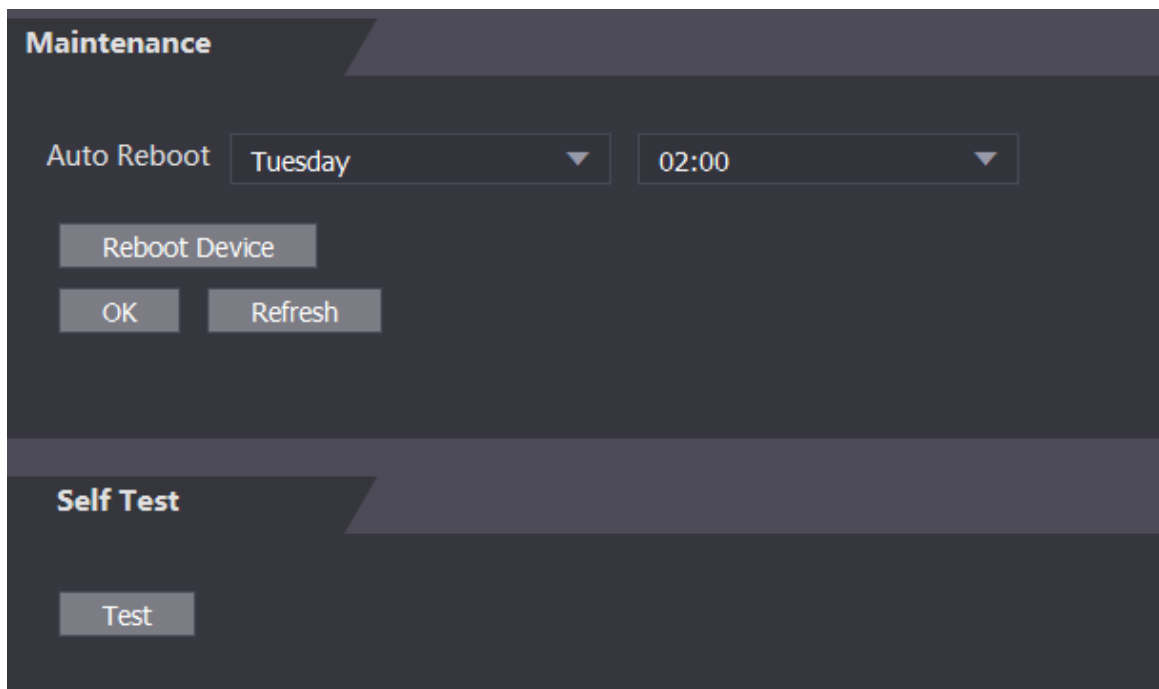 Maintenance
Auto Reboot Tuesday 02:00
Reboot Device
OK Refresh
Self Test
Test